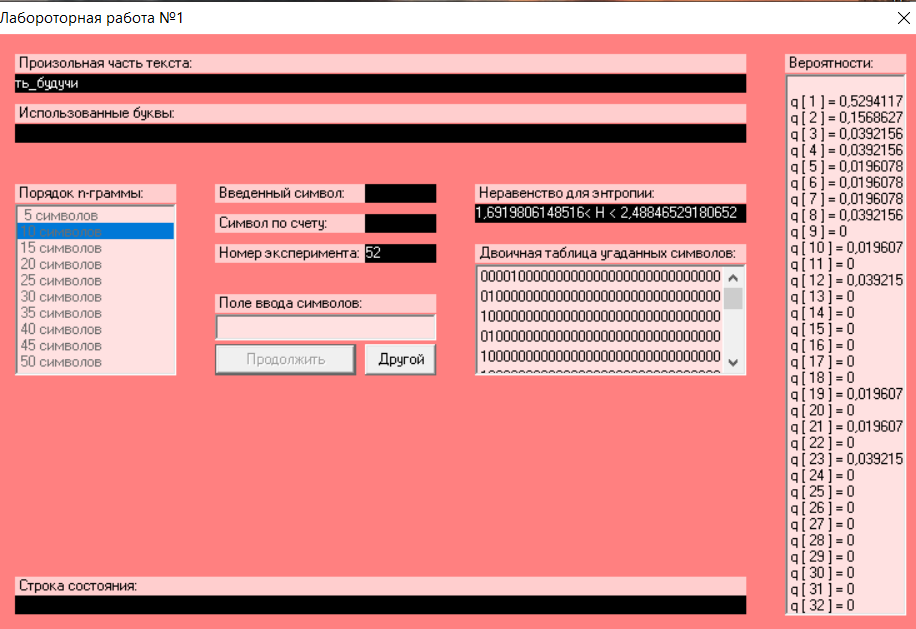 Лабороторная работа №1
Произольная часть текста:
ть_будучи
Использованные буквы:
Порядок n-граммы:
5 символов
10 символов
15 символов
20 символов
25 символов
30 символов
35 символов
40 символов
45 символов
50 символов
Введенный символ:
Символ по счету:
Номер эксперимента: 52
Поле ввода символов:
Продолжить
Другой
Неравенство для энтропии:
1,6919806148516< H < 2,48846529180652
Двоичная таблица угаданных символов:
00001000000000000000000000000000
01000000000000000000000000000000
10000000000000000000000000000000
01000000000000000000000000000000
10000000000000000000000000000000
Строка состояния:
Вероятности:
q [ 1 ] = 0,5294117
q [ 2 ] = 0,1568627
q [ 3 ] = 0,0392156
q [ 4 ] = 0,0392156
q [ 5 ] = 0,0196078
q [ 6 ] = 0,0196078
q [ 7 ] = 0,0196078
q [ 8 ] = 0,0392156
q [ 9 ] = 0
q [ 10 ] = 0,019607
q [ 11 ] = 0
q [ 12 ] = 0,039215
q [ 13 ] = 0
q [ 14 ] = 0
q [ 15 ] = 0
q [ 16 ] = 0
q [ 17 ] = 0
q [ 18 ] = 0
q [ 19 ] = 0,019607
q [ 20 ] = 0
q [ 21 ] = 0,019607
q [ 22 ] = 0
q [ 23 ] = 0,039215
q [ 24 ] = 0
q [ 25 ] = 0
q [ 26 ] = 0
q [ 27 ] = 0
q [ 28 ] = 0
q [ 29 ] = 0
q [ 30 ] = 0
q [ 31 ] = 0
q [ 32 ] = 0